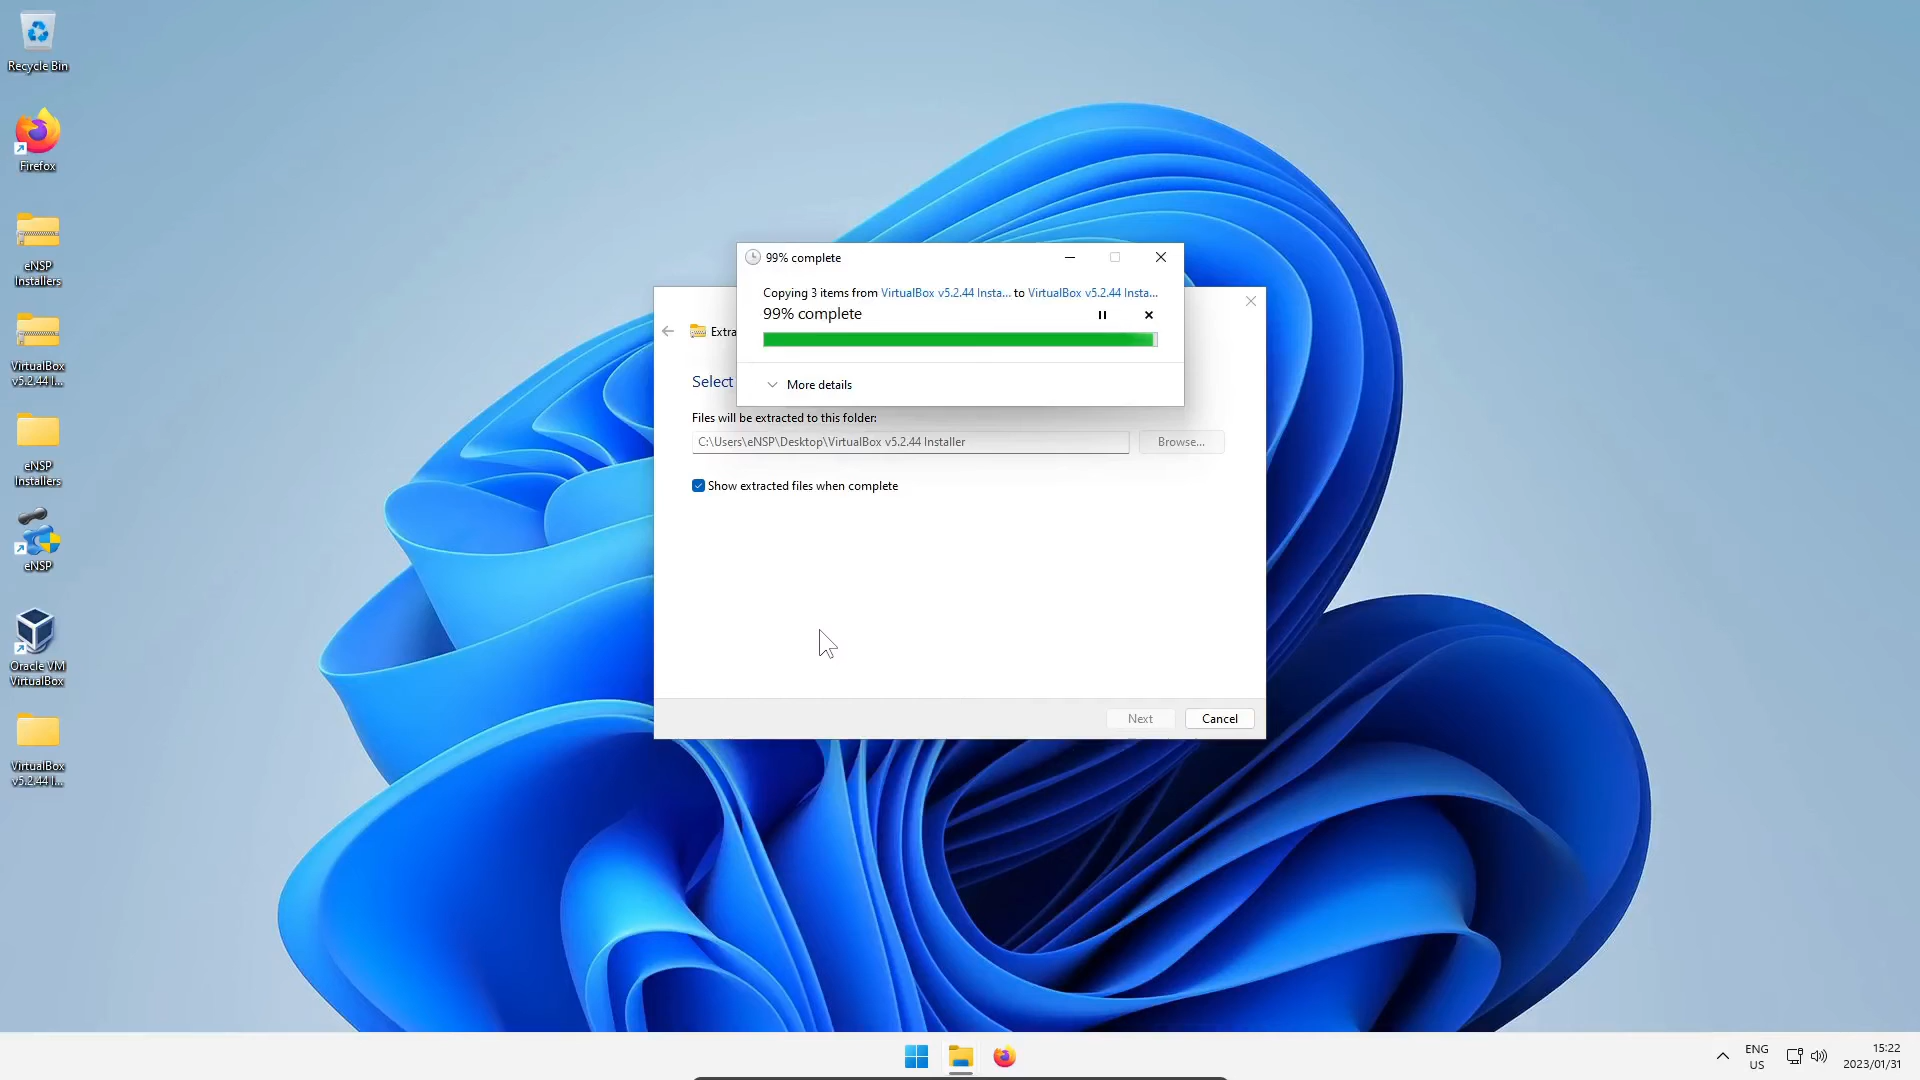 Recycle Bin
Firefox
eNSP
Installers
VirtualBox
v5.2.44 I...
eNSP
Installers
eNSP
Oracle VM
VirtualBox
VirtualBox
v5.2.44 I...
99% complete
Copying 3 items from VirtualBox v5.2.44 Insta... to VirtualBox v5.2.44 Insta...
99% complete
More details
Extra
Select
Files will be extracted to this folder:
C:\Users\eNSP\Desktop\VirtualBox v5.2.44 Installer
Browse...
Show extracted files when complete
Next
Cancel
ENG
US
15:22
2023/01/31